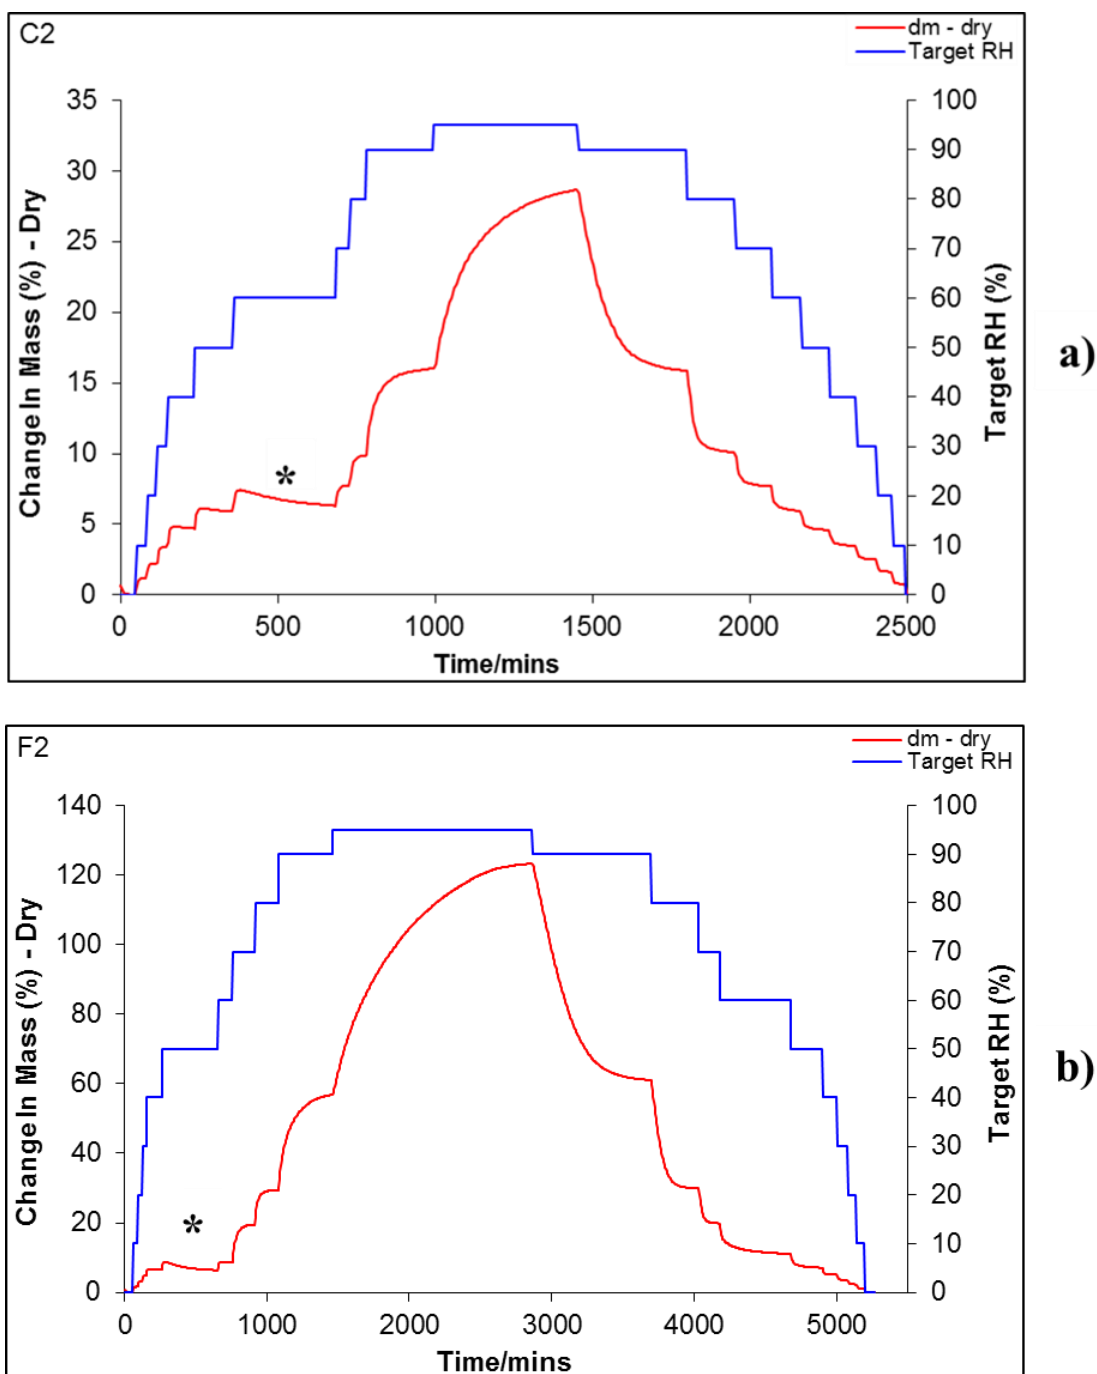 C2
dm - dry
Target RH
35
30
25
20
15
10
5
0
Change In Mass (%) - Dry
*
100
90
80
70
60
50
40
30
20
10
0
Target RH (%)
0 500 1000 1500 2000 2500
Time/mins
a)
F2
dm - dry
Target RH
140
120
100
80
60
40
20
0
Change In Mass (%) - Dry
*
100
90
80
70
60
50
40
30
20
10
0
Target RH (%)
0 1000 2000 3000 4000 5000
Time/mins
b)